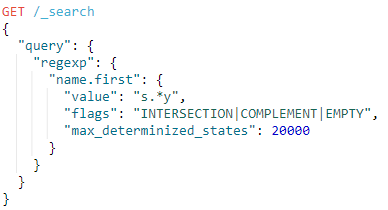 GET /_search
{
  "query": {
    "regexp": {
      "name.first": {
        "value": "s.*y",
        "flags": "INTERSECTION|COMPLEMENT|EMPTY",
        "max_determinized_states": 20000
      }
    }
  }
}